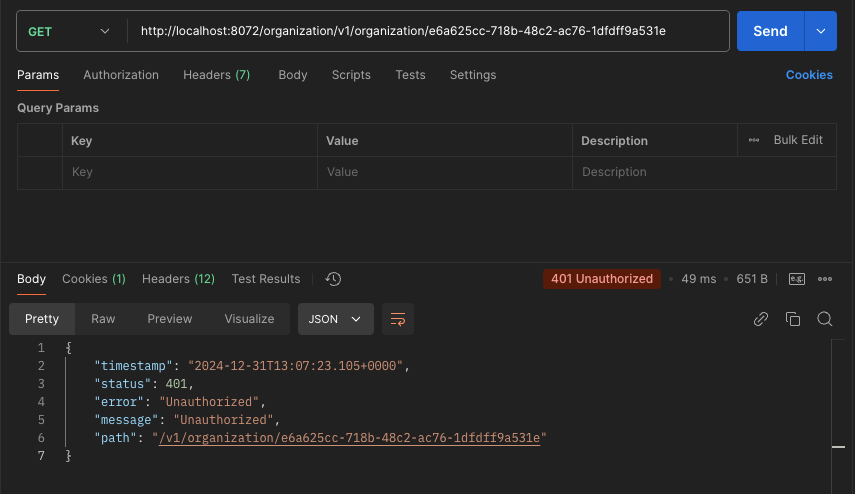 GET http://localhost:8072/organization/v1/organization/e6a625cc-718b-48c2-ac76-1dfdff9a531e Send
Params Authorization Headers (7) Body Scripts Tests Settings Cookies
Query Params
Key Value Description Bulk Edit
Key Value Description
Body Cookies (1) Headers (12) Test Results 401 Unauthorized • 49 ms • 651 B e.g.
Pretty Raw Preview Visualize JSON
1 {
2 "timestamp": "2024-12-31T13:07:23.105+0000",
3 "status": 401,
4 "error": "Unauthorized",
5 "message": "Unauthorized",
6 "path": "/v1/organization/e6a625cc-718b-48c2-ac76-1dfdff9a531e"
7 }